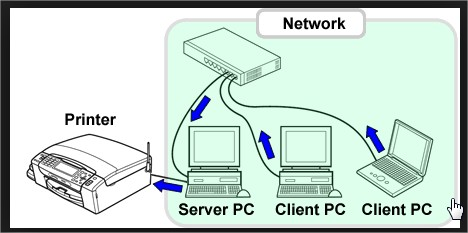 Network
Printer
Server PC
Client PC
Client PC